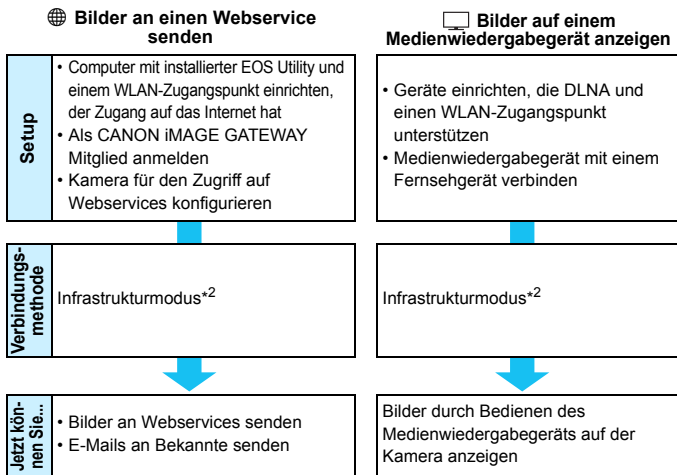 Bilder an einen Webservice
senden
Bilder auf einem
Medienwiedergabegerät anzeigen
Setup
• Computer mit installierter EOS Utility und
einem WLAN-Zugangspunkt einrichten,
der Zugang auf das Internet hat
• Als CANON iMAGE GATEWAY
Mitglied anmelden
• Kamera für den Zugriff auf
Webservices konfigurieren
• Geräte einrichten, die DLNA und
einen WLAN-Zugangspunkt
unterstützen
• Medienwiedergabegerät mit einem
Fernsehgerät verbinden
Verbindungs-
methode
Infrastrukturmodus*2
Infrastrukturmodus*2
Jetzt kön-
nen Sie...
• Bilder an Webservices senden
• E-Mails an Bekannte senden
Bilder durch Bedienen des
Medienwiedergabegeräts auf der
Kamera anzeigen